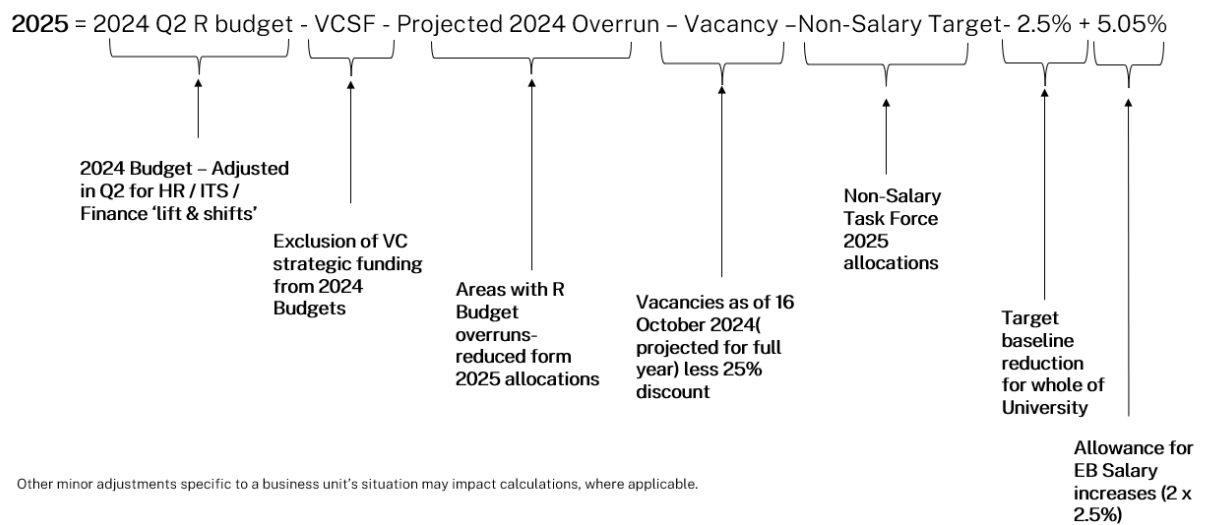 2025 = 2024 Q2 R budget - VCSF - Projected 2024 Overrun – Vacancy –Non-Salary Target- 2.5% + 5.05%
2024 Budget – Adjusted
in Q2 for HR / ITS /
Finance ‘lift & shifts’
Exclusion of VC
strategic funding
from 2024
Budgets
Areas with R
Budget
overruns-
reduced form
2025 allocations
Vacancies as of 16
October 2024(
projected for full
year) less 25%
discount
Non-Salary
Task Force
2025
allocations
Target
baseline
reduction
for whole of
University
Allowance for
EB Salary
increases (2 x
2.5%)
Other minor adjustments specific to a business unit’s situation may impact calculations, where applicable.